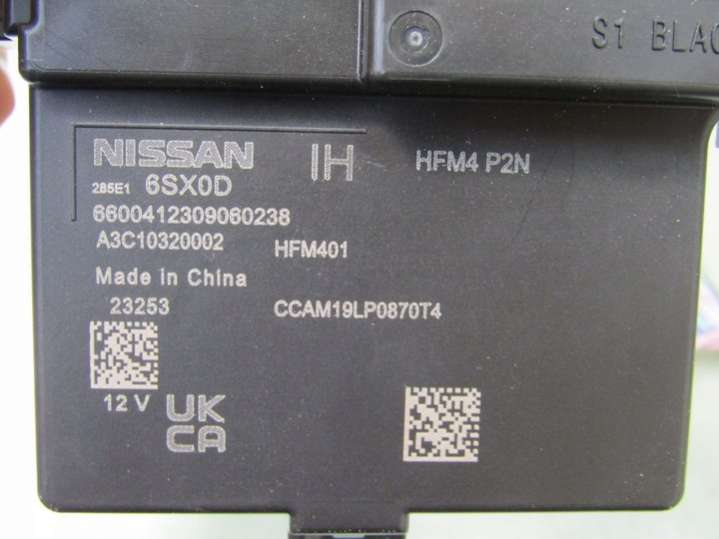 S1 BLAC
NISSAN IH HFM4 P2N
285E1 6SX0D
6600412309060238
A3C10320002 HFM401
Made in China
23253 CCAM19LP0870T4
12 V UK
CA